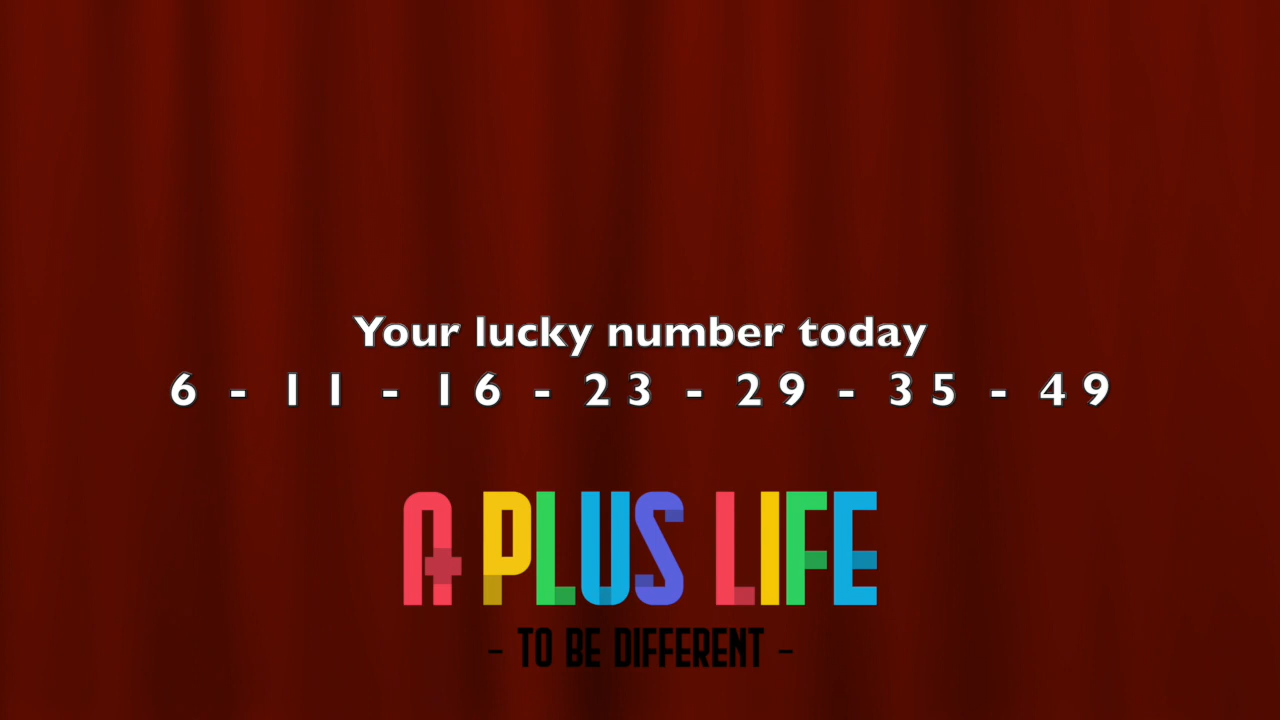 Your lucky number today
6 - 11 - 16 - 23 - 29 - 35 - 49
A PLUS LIFE
- TO BE DIFFERENT -